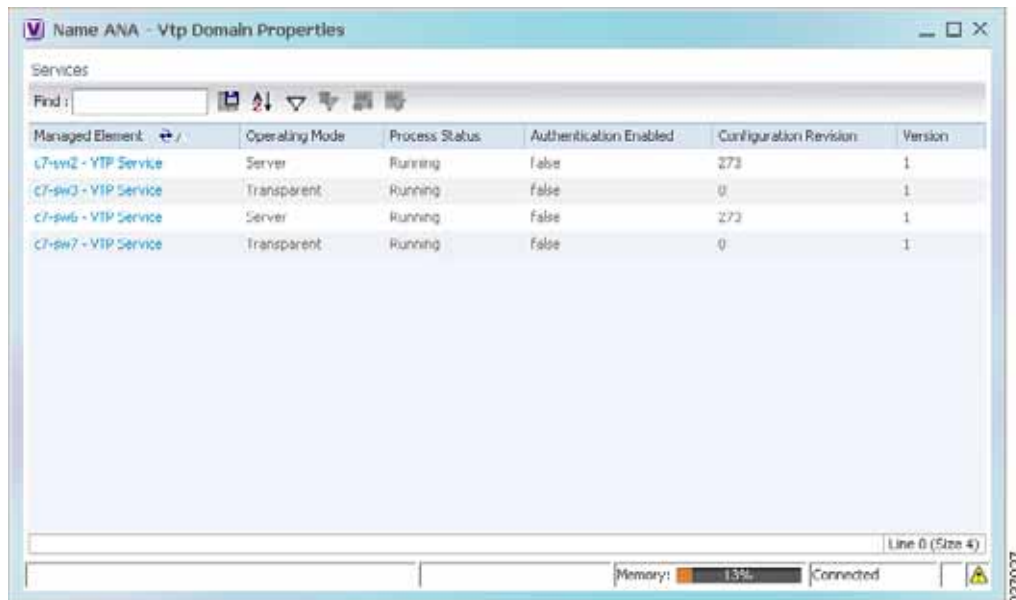 Name ANA - Vtp Domain Properties
Services
Find :
Managed Element Operating Mode Process Status Authentication Enabled Configuration Revision Version
c7-sw2 - VTP Service Server Running false 273 1
c7-sw3 - VTP Service Transparent Running false 0 1
c7-sw6 - VTP Service Server Running false 273 1
c7-sw7 - VTP Service Transparent Running false 0 1
Line 0 (Size 4)
Memory: 13% Connected